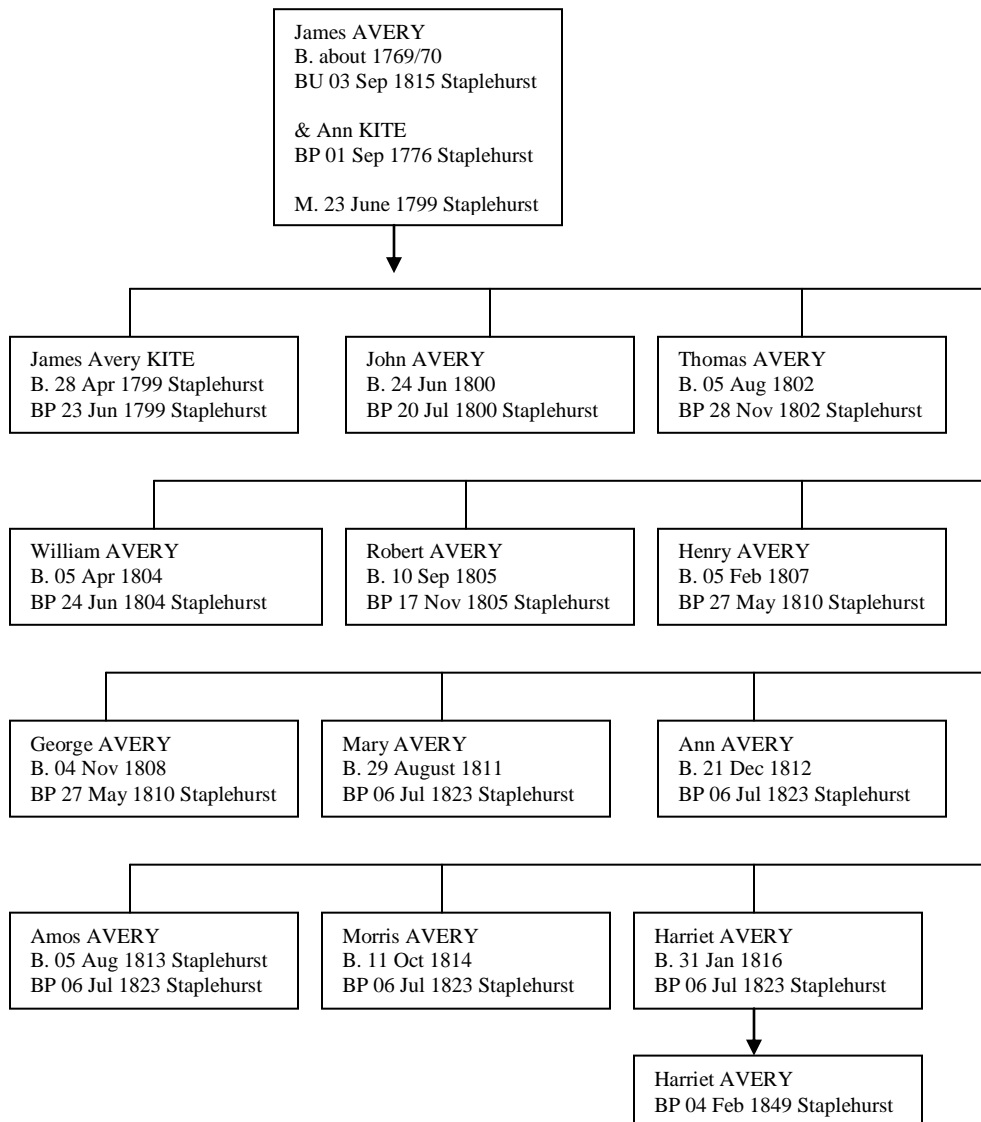 James AVERY
B. about 1769/70
BU 03 Sep 1815 Staplehurst
& Ann KITE
BP 01 Sep 1776 Staplehurst
M. 23 June 1799 Staplehurst
James Avery KITE
B. 28 Apr 1799 Staplehurst
BP 23 Jun 1799 Staplehurst
John AVERY
B. 24 Jun 1800
BP 20 Jul 1800 Staplehurst
Thomas AVERY
B. 05 Aug 1802
BP 28 Nov 1802 Staplehurst
William AVERY
B. 05 Apr 1804
BP 24 Jun 1804 Staplehurst
Robert AVERY
B. 10 Sep 1805
BP 17 Nov 1805 Staplehurst
Henry AVERY
B. 05 Feb 1807
BP 27 May 1810 Staplehurst
George AVERY
B. 04 Nov 1808
BP 27 May 1810 Staplehurst
Mary AVERY
B. 29 August 1811
BP 06 Jul 1823 Staplehurst
Ann AVERY
B. 21 Dec 1812
BP 06 Jul 1823 Staplehurst
Amos AVERY
B. 05 Aug 1813 Staplehurst
BP 06 Jul 1823 Staplehurst
Morris AVERY
B. 11 Oct 1814
BP 06 Jul 1823 Staplehurst
Harriet AVERY
B. 31 Jan 1816
BP 06 Jul 1823 Staplehurst
Harriet AVERY
BP 04 Feb 1849 Staplehurst